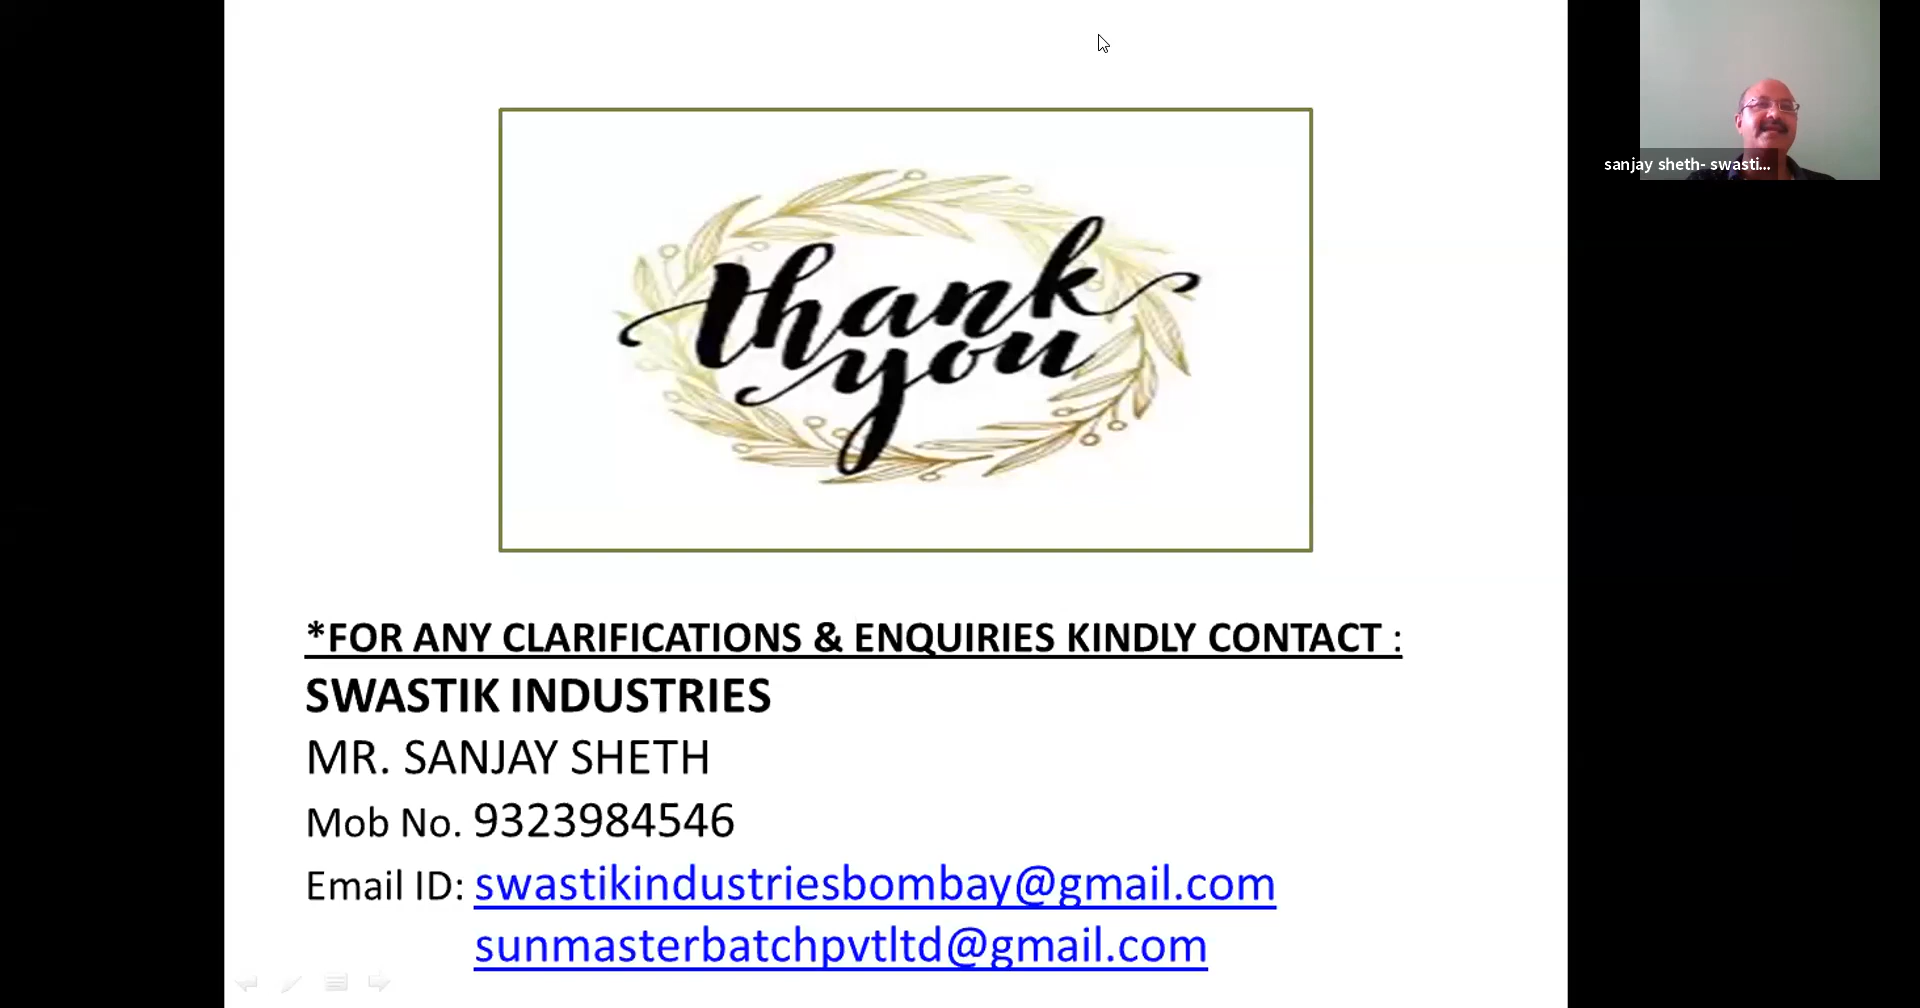 sanjay sheth- swasti...
thank
you
*FOR ANY CLARIFICATIONS & ENQUIRIES KINDLY CONTACT :
SWASTIK INDUSTRIES
MR. SANJAY SHETH
Mob No. 9323984546
Email ID: swastikindustriesbombay@gmail.com
sunmasterbatchpvtltd@gmail.com